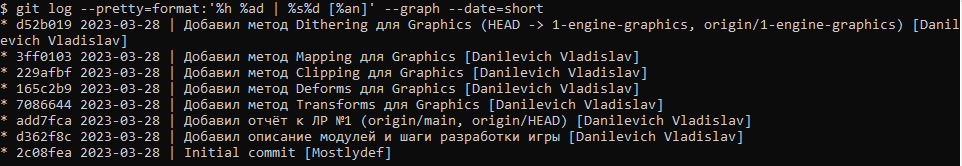 $ git log --pretty=format:'%h %ad | %s%d [%an]' --graph --date=short
* d52b019 2023-03-28 | Добавил метод Dithering для Graphics (HEAD -> 1-engine-graphics, origin/1-engine-graphics) [Danil
evich Vladislav]
* 3ff0103 2023-03-28 | Добавил метод Mapping для Graphics [Danilevich Vladislav]
* 229afbf 2023-03-28 | Добавил метод Clipping для Graphics [Danilevich Vladislav]
* 165c2b9 2023-03-28 | Добавил метод Deforms для Graphics [Danilevich Vladislav]
* 7086644 2023-03-28 | Добавил метод Transforms для Graphics [Danilevich Vladislav]
* add7fca 2023-03-28 | Добавил отчёт к ЛР №1 (origin/main, origin/HEAD) [Danilevich Vladislav]
* d362f8c 2023-03-28 | Добавил описание модулей и шаги разработки игры [Danilevich Vladislav]
* 2c08fea 2023-03-28 | Initial commit [Mostlydef]